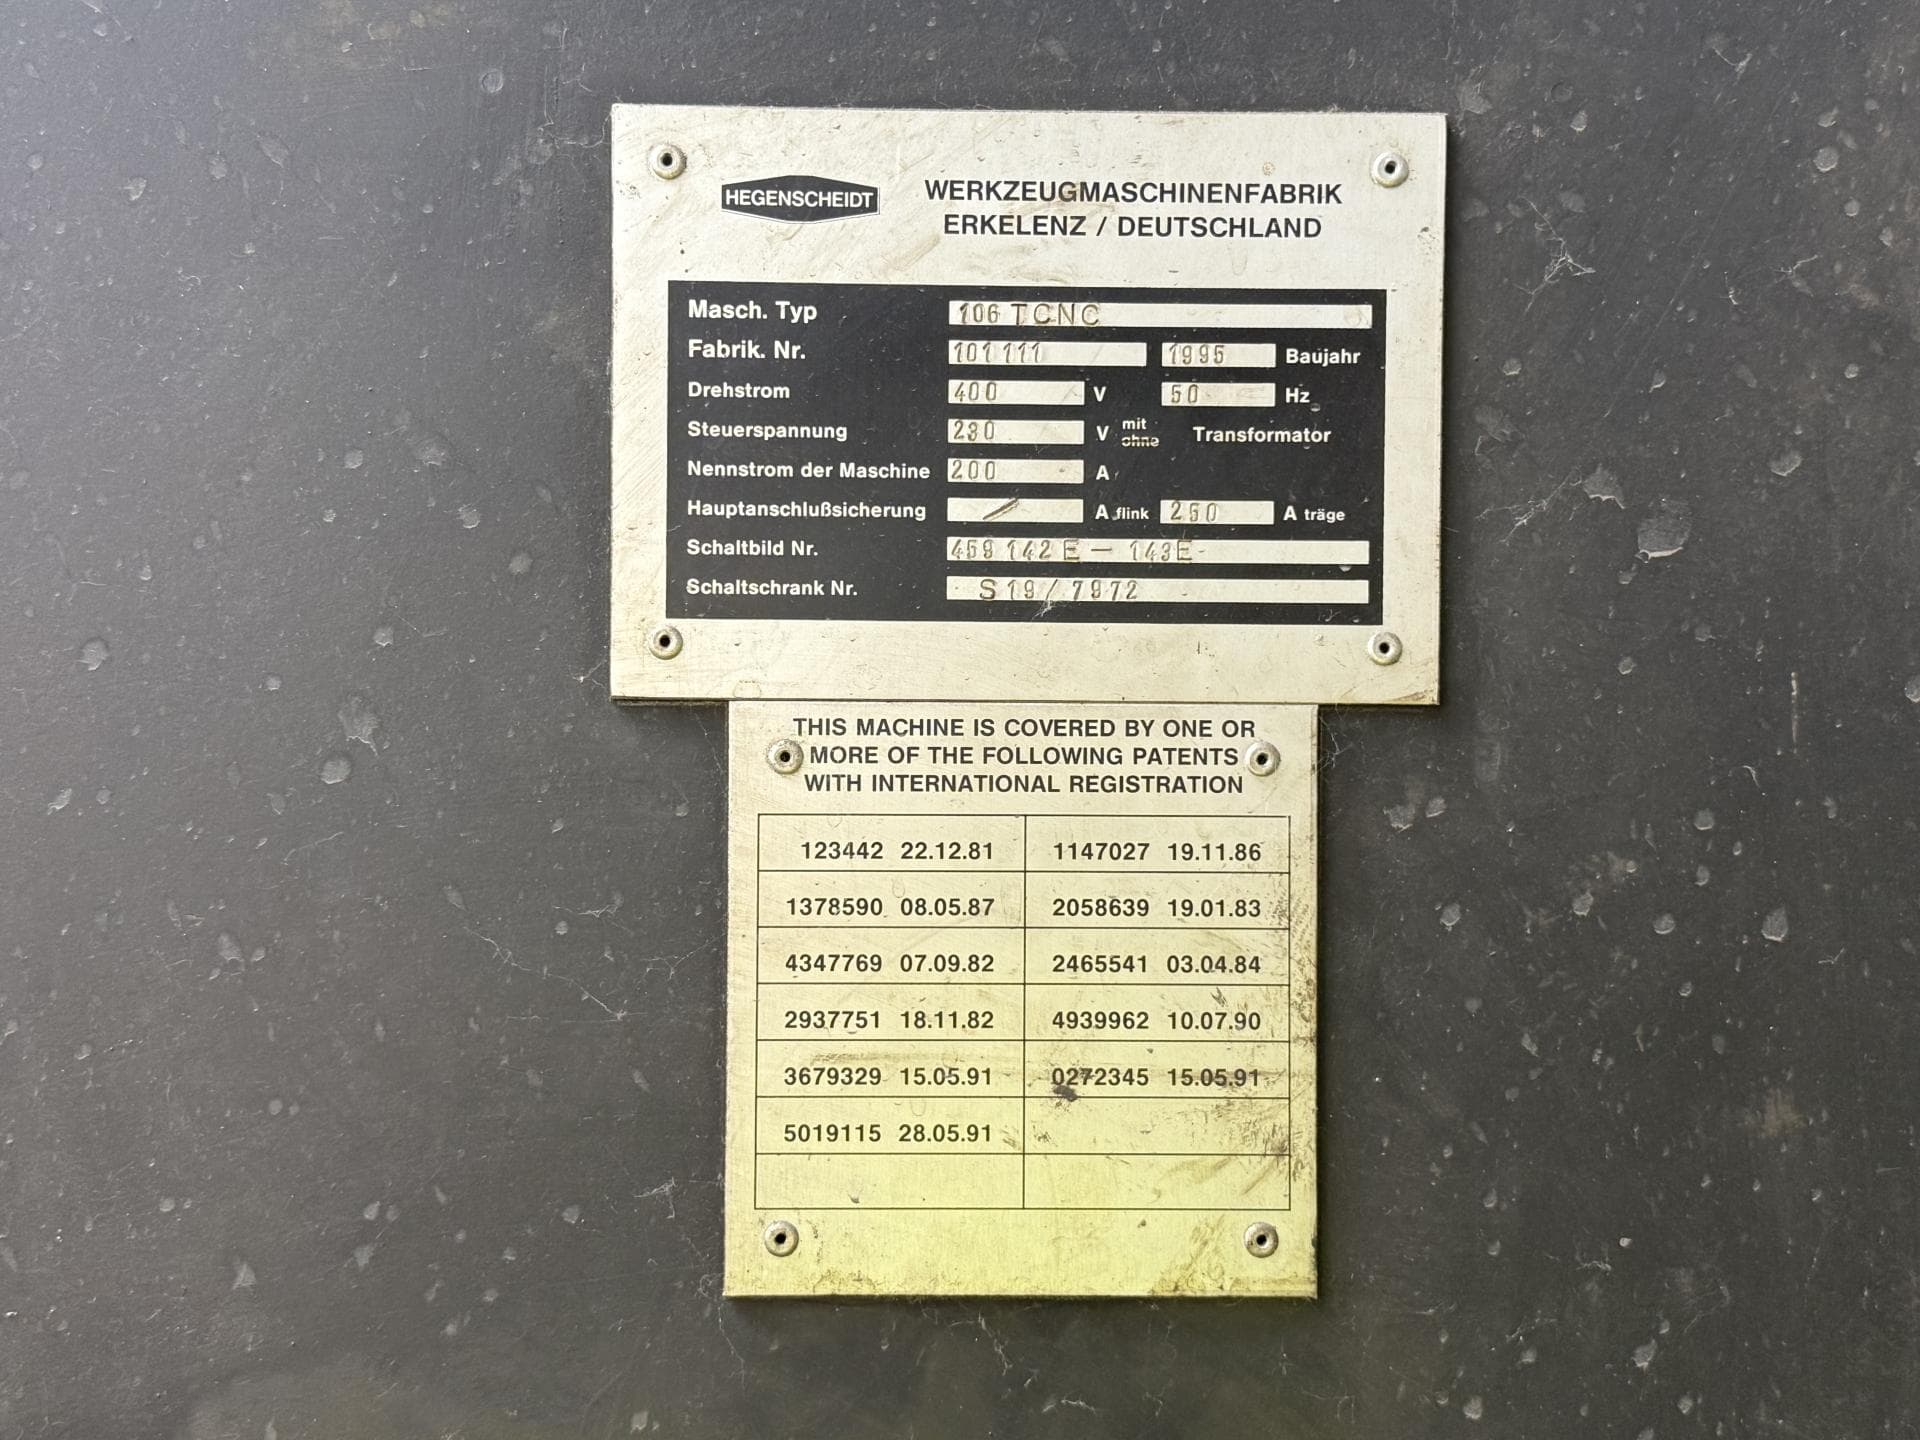 HEGENSCHEIDT
WERKZEUGMASCHINENFABRIK
ERKELENZ / DEUTSCHLAND
Masch. Typ 106 TCNC
Fabrik. Nr. 101 111 1995 Baujahr
Drehstrom 400 V 50 Hz
Steuerspannung 230 V mit ohne Transformator
Nennstrom der Maschine 200 A
Hauptanschlußsicherung / A flink 250 A träge
Schaltbild Nr. 459 142 E — 143E
Schaltschrank Nr. S 19 / 7972
THIS MACHINE IS COVERED BY ONE OR
MORE OF THE FOLLOWING PATENTS
WITH INTERNATIONAL REGISTRATION
123442 22.12.81 1147027 19.11.86
1378590 08.05.87 2058639 19.01.83
4347769 07.09.82 2465541 03.04.84
2937751 18.11.82 4939962 10.07.90
3679329 15.05.91 0272345 15.05.91
5019115 28.05.91